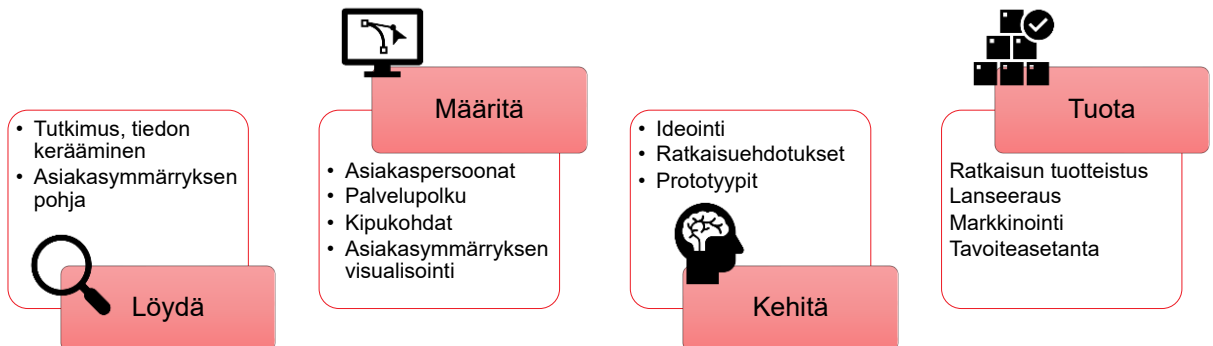 • Tutkimus, tiedon
kerääminen
• Asiakasymmärryksen
pohja
Löydä
Määritä
• Asiakaspersoonat
• Palvelupolku
• Kipukohdat
• Asiakasymmärryksen
visualisointi
• Ideointi
• Ratkaisuehdotukset
• Prototyypit
Kehitä
Tuota
Ratkaisun tuotteistus
Lanseeraus
Markkinointi
Tavoiteasetanta